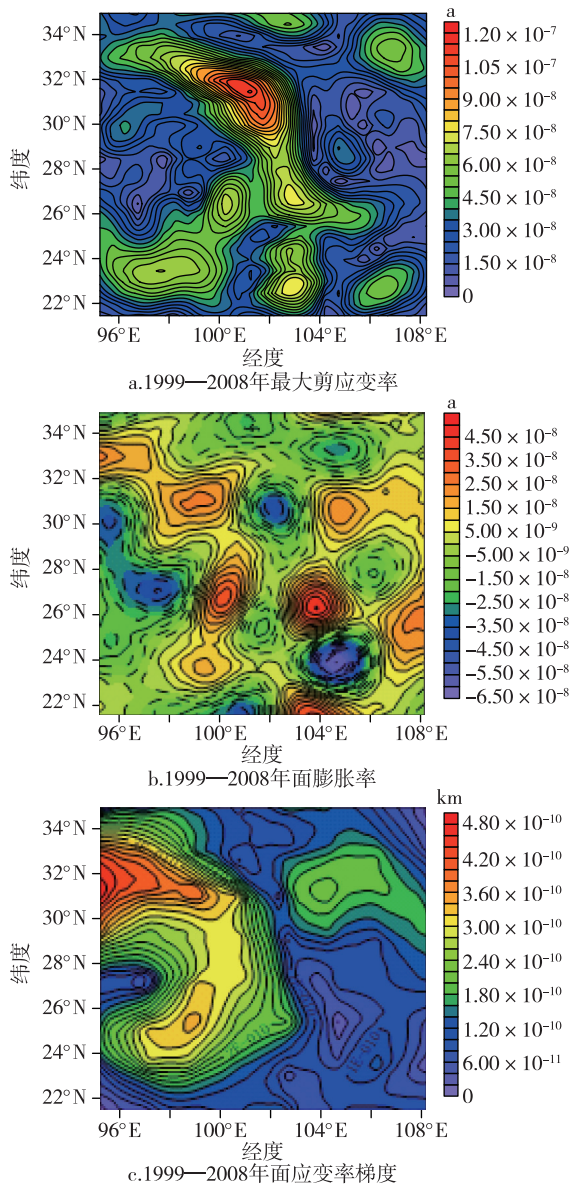 a
34°N
32°N
30°N
28°N
26°N
24°N
22°N
纬度
1.20 × 10⁻⁷
1.05 × 10⁻⁷
9.00 × 10⁻⁸
7.50 × 10⁻⁸
6.00 × 10⁻⁸
4.50 × 10⁻⁸
3.00 × 10⁻⁸
1.50 × 10⁻⁸
0
96°E 100°E 104°E 108°E
经度
a.1999—2008年最大剪应变率
a
34°N
32°N
30°N
28°N
26°N
24°N
22°N
纬度
4.50 × 10⁻⁸
3.50 × 10⁻⁸
2.50 × 10⁻⁸
1.50 × 10⁻⁸
5.00 × 10⁻⁹
-5.00 × 10⁻⁹
-1.50 × 10⁻⁸
-2.50 × 10⁻⁸
-3.50 × 10⁻⁸
-4.50 × 10⁻⁸
-5.50 × 10⁻⁸
-6.50 × 10⁻⁸
96°E 100°E 104°E 108°E
经度
b.1999—2008年面膨胀率
km
34°N
32°N
30°N
28°N
26°N
24°N
22°N
纬度
4.80 × 10⁻¹⁰
4.20 × 10⁻¹⁰
3.60 × 10⁻¹⁰
3.00 × 10⁻¹⁰
2.40 × 10⁻¹⁰
1.80 × 10⁻¹⁰
1.20 × 10⁻¹⁰
6.00 × 10⁻¹¹
0
2E-010
1E-010
96°E 100°E 104°E 108°E
经度
c.1999—2008年面应变率梯度